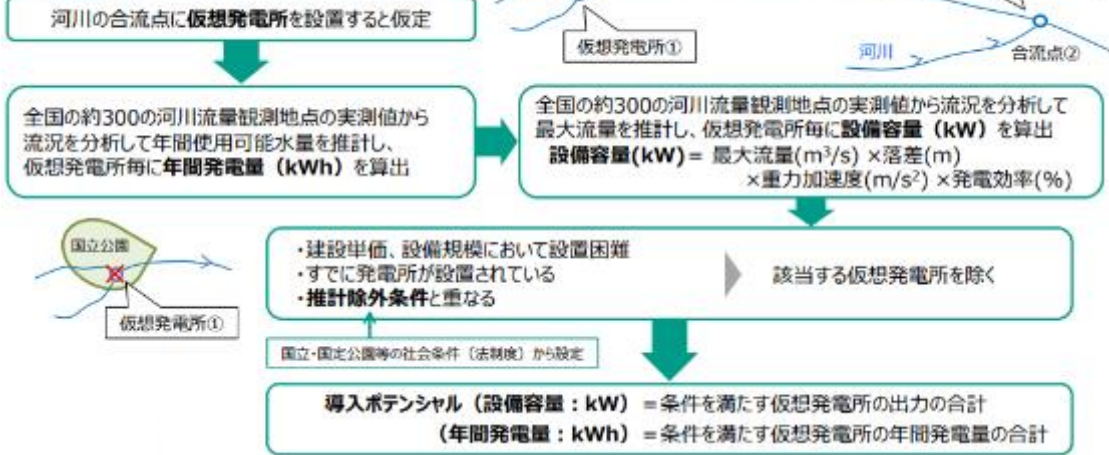 河川の合流点に仮想発電所を設置すると仮定
仮想発電所①
河川
合流点②
全国の約300の河川流量観測地点の実測値から
流況を分析して年間使用可能水量を推計し、
仮想発電所毎に年間発電量（kWh）を算出
全国の約300の河川流量観測地点の実測値から流況を分析して
最大流量を推計し、仮想発電所毎に設備容量（kW）を算出
設備容量(kW)＝ 最大流量(m³/s) ×落差(m)
×重力加速度(m/s²) ×発電効率(%)
国立公園
仮想発電所①
・建設単価、設備規模において設置困難
・すでに発電所が設置されている
・推計除外条件と重なる
該当する仮想発電所を除く
国立・国定公園等の社会条件（法制度）から設定
導入ポテンシャル（設備容量：kW）＝条件を満たす仮想発電所の出力の合計
（年間発電量：kWh）＝条件を満たす仮想発電所の年間発電量の合計